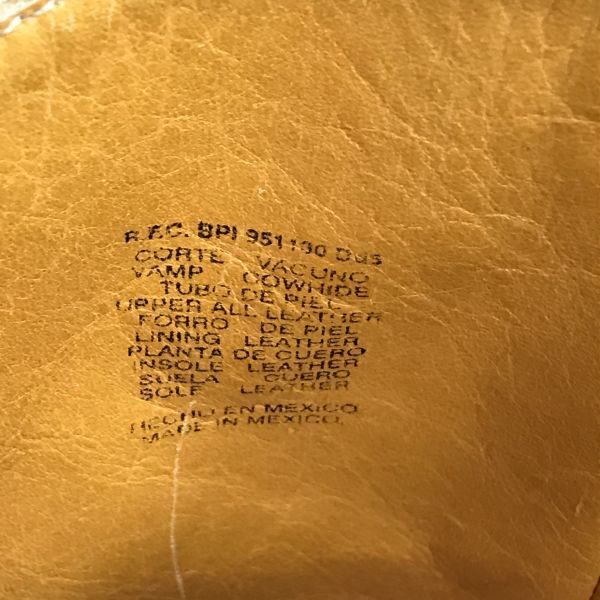 R.F.C. BPI 951130 DU5
CORTE VACUNO
VAMP COWHIDE
TUBO DE PIEL
UPPER ALL LEATHER
FORRO DE PIEL
LINING LEATHER
PLANTA DE CUERO
INSOLE LEATHER
SUELA CUERO
SOLE LEATHER
HECHO EN MEXICO
MADE IN MEXICO.